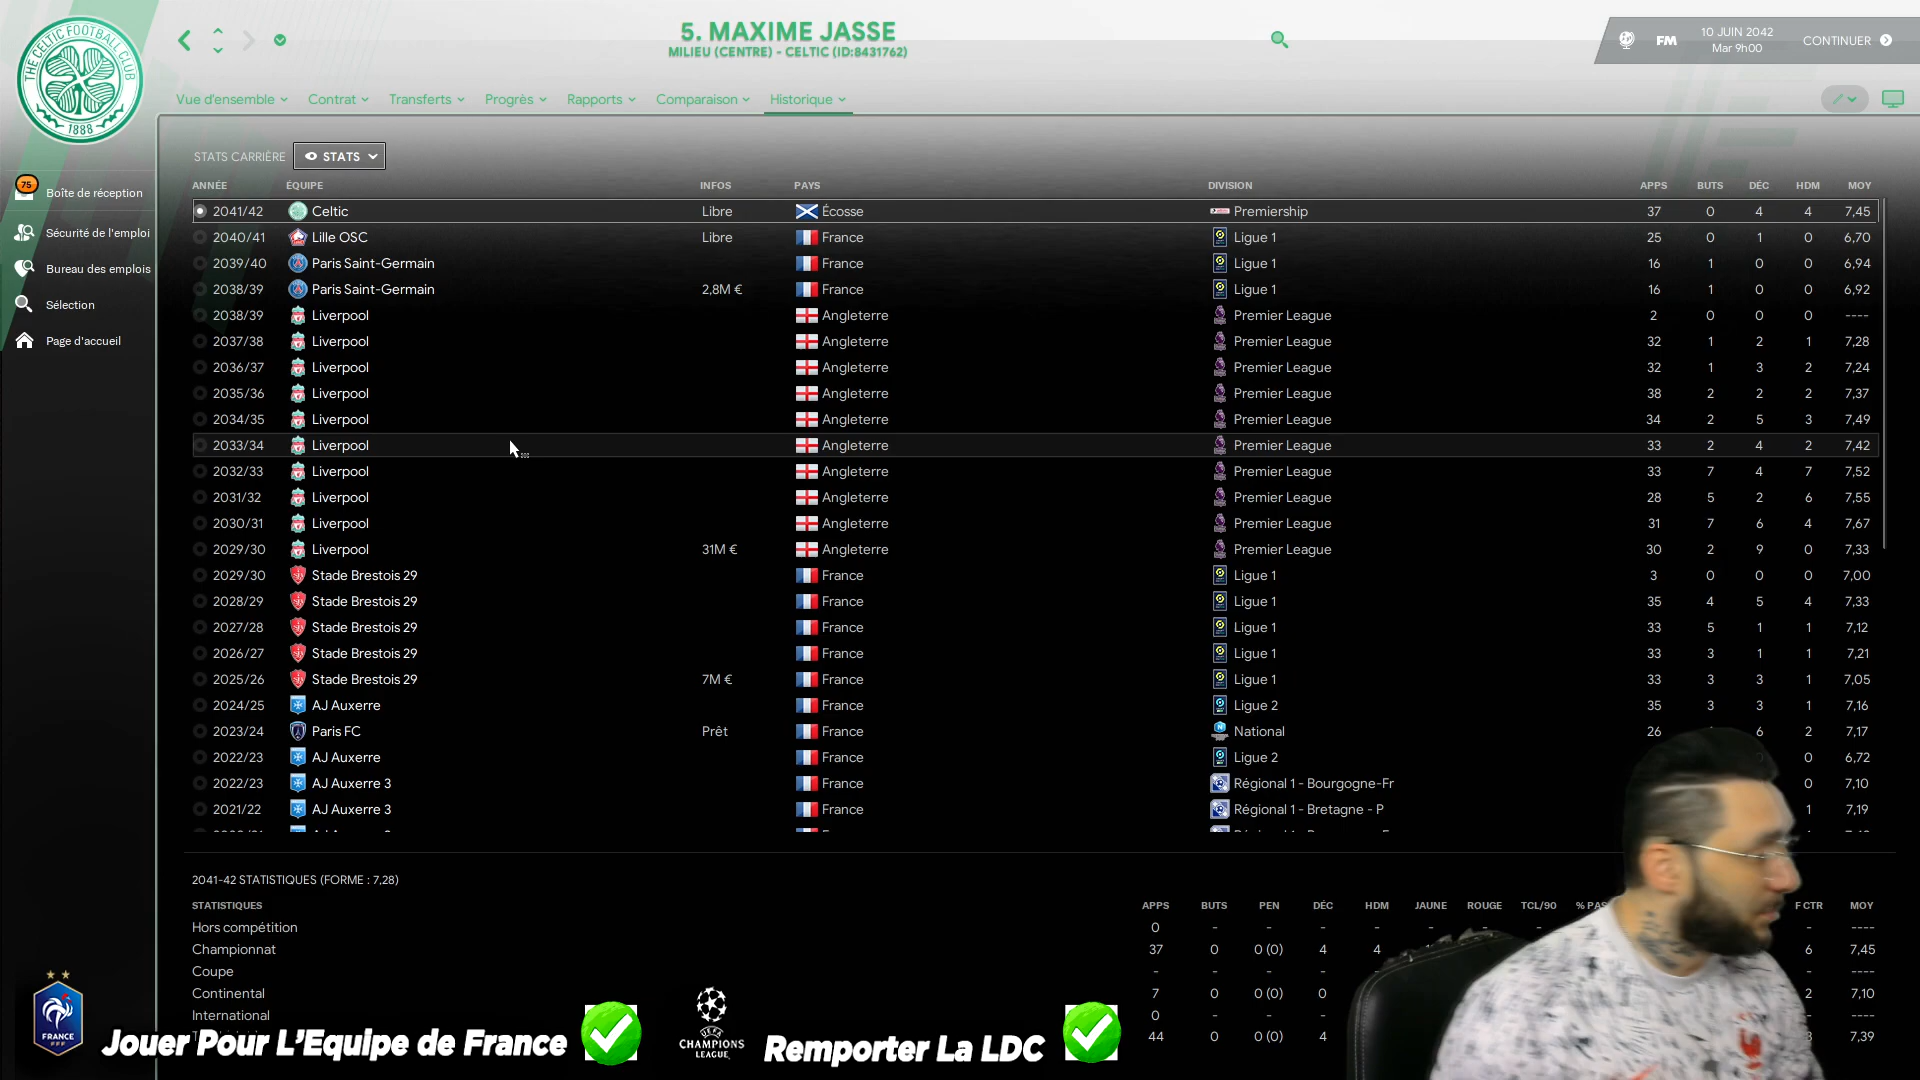 5. MAXIME JASSE
MILIEU (CENTRE) - CELTIC (ID:8431762)
10 JUIN 2042
Mar 9h00
FM
CONTINUER
THE CELTIC FOOTBALL CLUB
1888
Vue d'ensemble Contrat Transferts Progrès Rapports Comparaison Historique
75
Boîte de réception
Sécurité de l'emploi
Bureau des emplois
Sélection
Page d'accueil
STATS CARRIÈRE STATS
ANNÉE ÉQUIPE INFOS PAYS DIVISION APPS BUTS DÉC HDM MOY
2041/42 Celtic Libre Écosse Premiership 37 0 4 4 7,45
2040/41 Lille OSC Libre France Ligue 1 25 0 1 0 6,70
2039/40 Paris Saint-Germain France Ligue 1 16 1 0 0 6,94
2038/39 Paris Saint-Germain 2,8M € France Ligue 1 16 1 0 0 6,92
2038/39 Liverpool Angleterre Premier League 2 0 0 0 ----
2037/38 Liverpool Angleterre Premier League 32 1 2 1 7,28
2036/37 Liverpool Angleterre Premier League 32 1 3 2 7,24
2035/36 Liverpool Angleterre Premier League 38 2 2 2 7,37
2034/35 Liverpool Angleterre Premier League 34 2 5 3 7,49
2033/34 Liverpool Angleterre Premier League 33 2 4 2 7,42
2032/33 Liverpool Angleterre Premier League 33 7 4 7 7,52
2031/32 Liverpool Angleterre Premier League 28 5 2 6 7,55
2030/31 Liverpool Angleterre Premier League 31 7 6 4 7,67
2029/30 Liverpool 31M € Angleterre Premier League 30 2 9 0 7,33
2029/30 Stade Brestois 29 France Ligue 1 3 0 0 0 7,00
2028/29 Stade Brestois 29 France Ligue 1 35 4 5 4 7,33
2027/28 Stade Brestois 29 France Ligue 1 33 5 1 1 7,12
2026/27 Stade Brestois 29 France Ligue 1 33 3 1 1 7,21
2025/26 Stade Brestois 29 7M € France Ligue 1 33 3 3 1 7,05
2024/25 AJ Auxerre France Ligue 2 35 3 3 1 7,16
2023/24 Paris FC Prêt France National 26 6 2 7,17
2022/23 AJ Auxerre France Ligue 2 0 6,72
2022/23 AJ Auxerre 3 France Régional 1 - Bourgogne-Fr 0 7,10
2021/22 AJ Auxerre 3 France Régional 1 - Bretagne - P 1 7,19
2041-42 STATISTIQUES (FORME : 7,28)
STATISTIQUES APPS BUTS PEN DÉC HDM JAUNE ROUGE TCL/90 % PAS F CTR MOY
Hors compétition 0 - - - - - - - - ----
Championnat 37 0 0 (0) 4 4 6 7,45
Coupe - - - - - - ----
Continental 7 0 0 (0) 0 2 7,10
International 0 - - - - ----
44 0 0 (0) 4 7,39
FRANCE
Jouer Pour L'Equipe de France
UEFA
CHAMPIONS
LEAGUE
Remporter La LDC